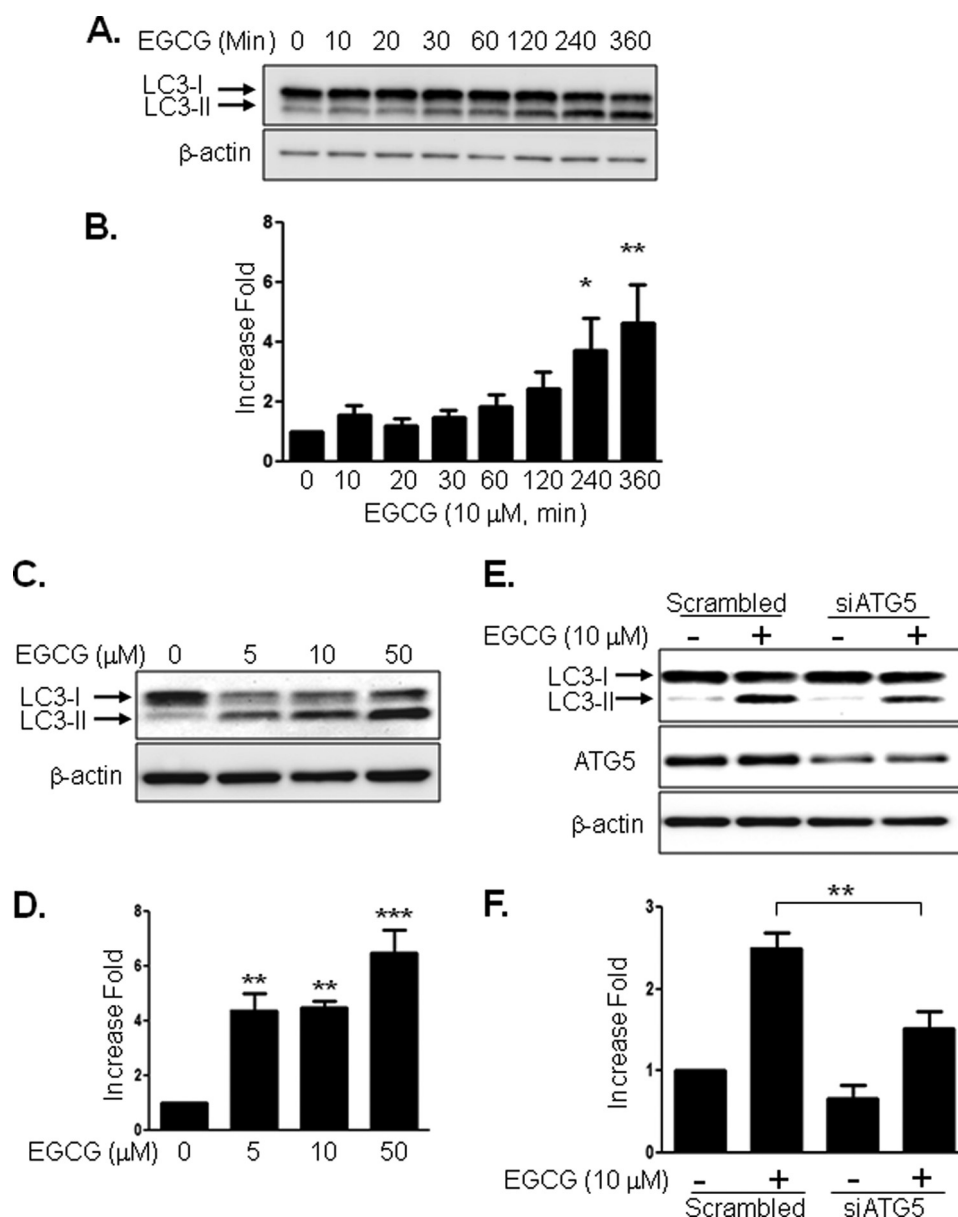 A.
EGCG (Min) 0 10 20 30 60 120 240 360
LC3-I
LC3-II
β-actin
B.
Increase Fold
8
6
4
2
0
*
**
0 10 20 30 60 120 240 360
EGCG (10 μM, min)
C.
EGCG (μM) 0 5 10 50
LC3-I
LC3-II
β-actin
D.
Increase Fold
8
6
4
2
0
**
**
***
EGCG (μM) 0 5 10 50
E.
Scrambled siATG5
EGCG (10 μM) - + - +
LC3-I
LC3-II
ATG5
β-actin
F.
Increase Fold
3
2
1
0
**
EGCG (10 μM) - + - +
Scrambled siATG5